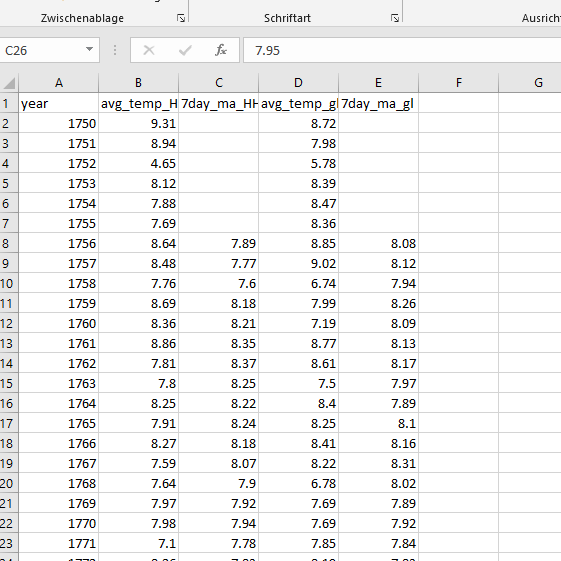 Zwischenablage Schriftart
C26 fx 7.95
A B C D E F G
1 year avg_temp_H 7day_ma_HH avg_temp_gl 7day_ma_gl
2 1750 9.31 8.72
3 1751 8.94 7.98
4 1752 4.65 5.78
5 1753 8.12 8.39
6 1754 7.88 8.47
7 1755 7.69 8.36
8 1756 8.64 7.89 8.85 8.08
9 1757 8.48 7.77 9.02 8.12
10 1758 7.76 7.6 6.74 7.94
11 1759 8.69 8.18 7.99 8.26
12 1760 8.36 8.21 7.19 8.09
13 1761 8.86 8.35 8.77 8.13
14 1762 7.81 8.37 8.61 8.17
15 1763 7.8 8.25 7.5 7.97
16 1764 8.25 8.22 8.4 7.89
17 1765 7.91 8.24 8.25 8.1
18 1766 8.27 8.18 8.41 8.16
19 1767 7.59 8.07 8.22 8.31
20 1768 7.64 7.9 6.78 8.02
21 1769 7.97 7.92 7.69 7.89
22 1770 7.98 7.94 7.69 7.92
23 1771 7.1 7.78 7.85 7.84